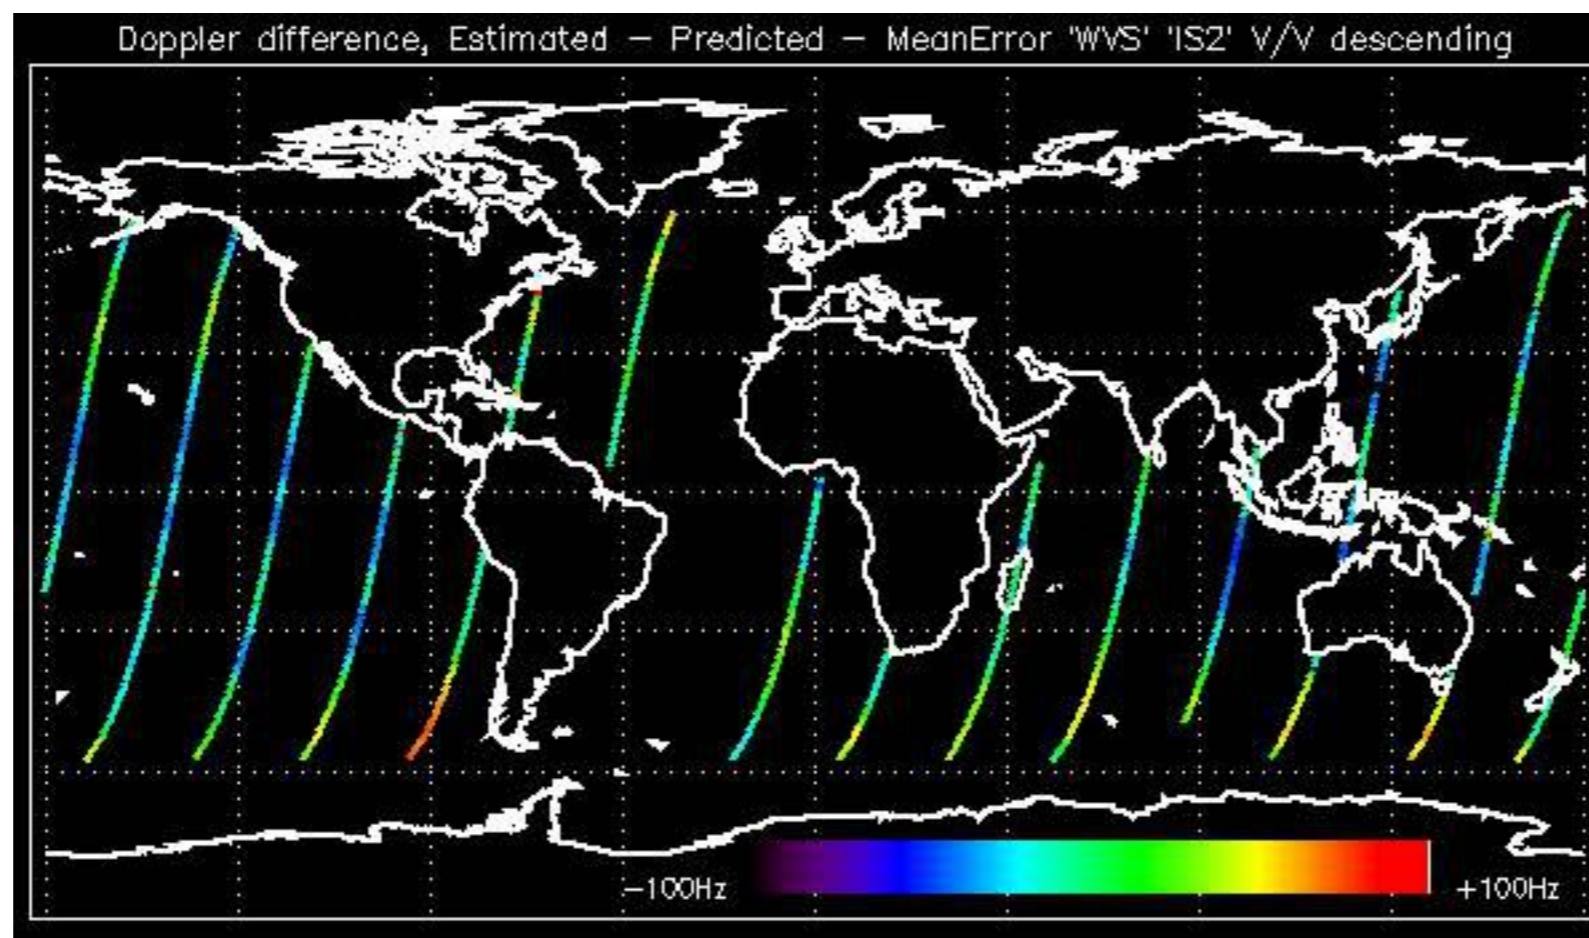 Doppler difference, Estimated - Predicted - MeanError 'WVS' 'IS2' V/V descending
-100Hz +100Hz